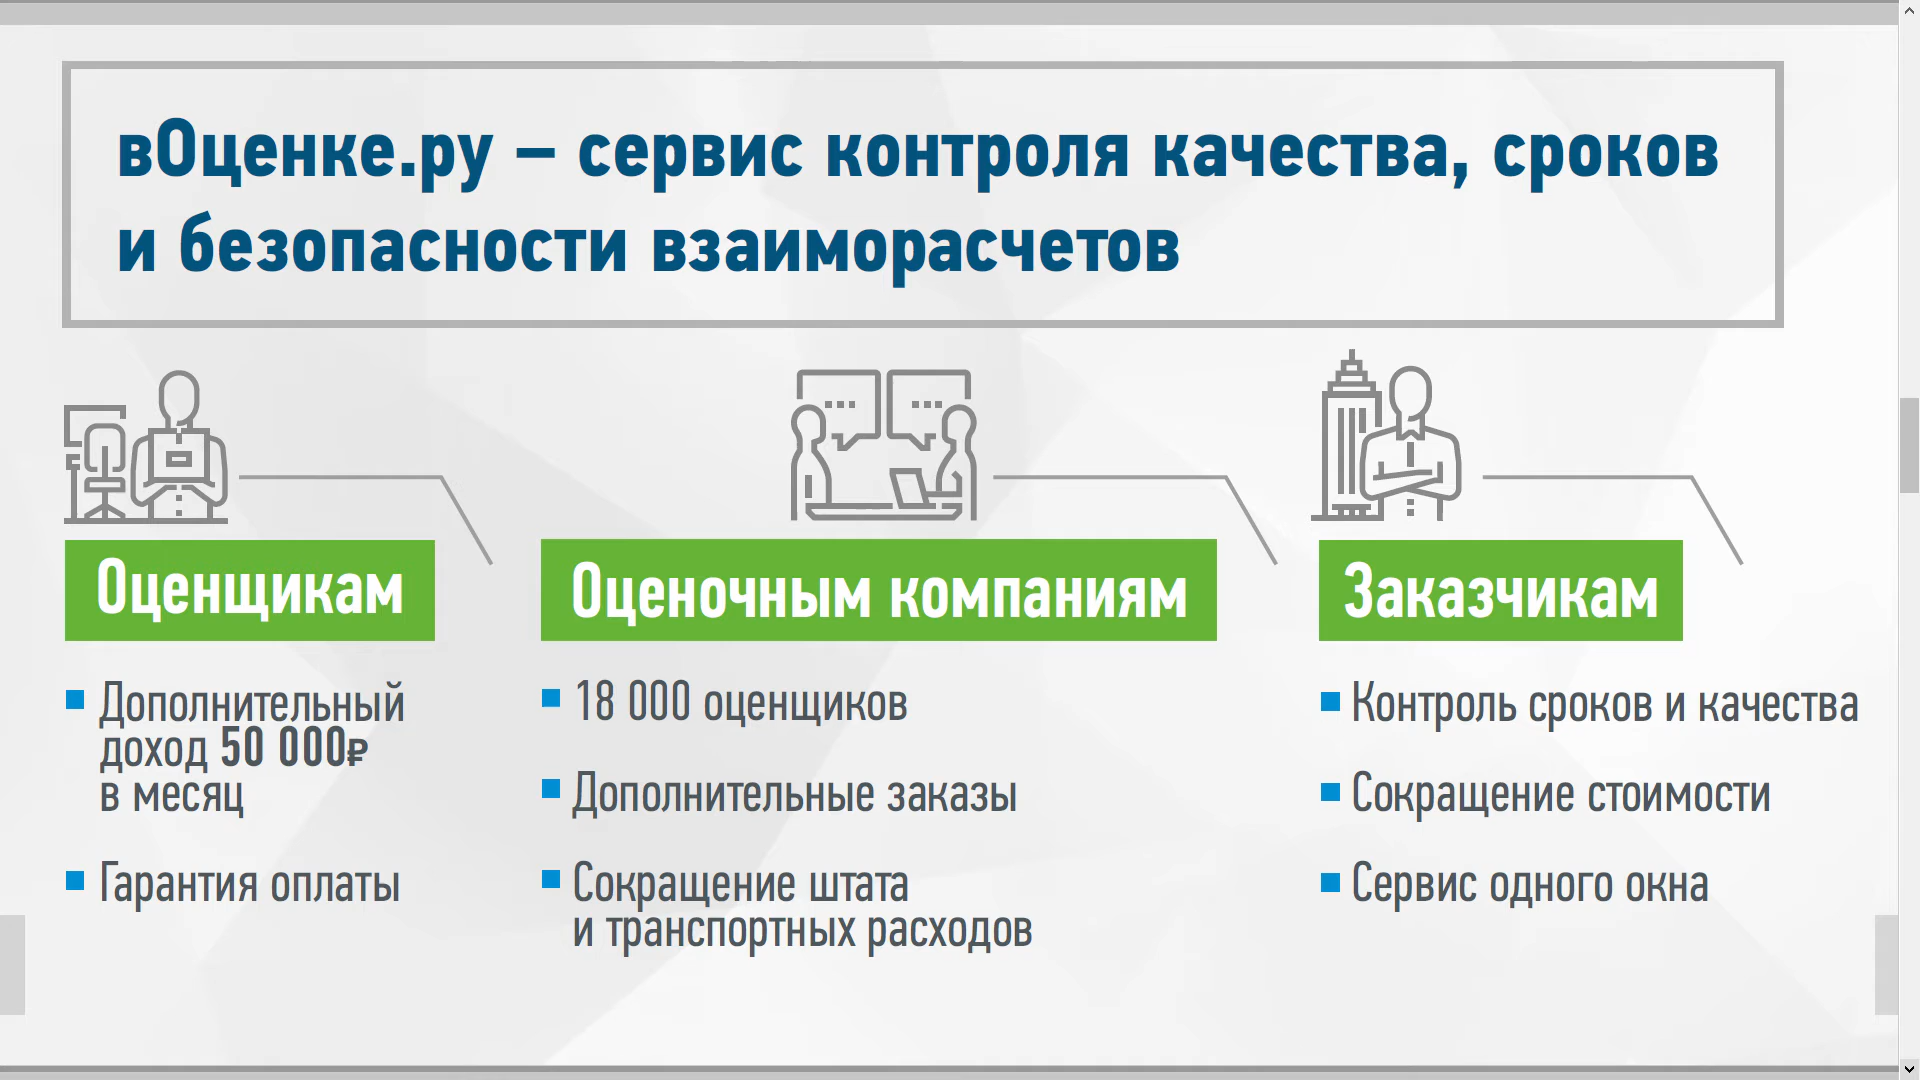 вОценке.ру – сервис контроля качества, сроков
и безопасности взаиморасчетов
Оценщикам
Дополнительный
доход 50 000₽
в месяц
Гарантия оплаты
Оценочным компаниям
18 000 оценщиков
Дополнительные заказы
Сокращение штата
и транспортных расходов
Заказчикам
Контроль сроков и качества
Сокращение стоимости
Сервис одного окна